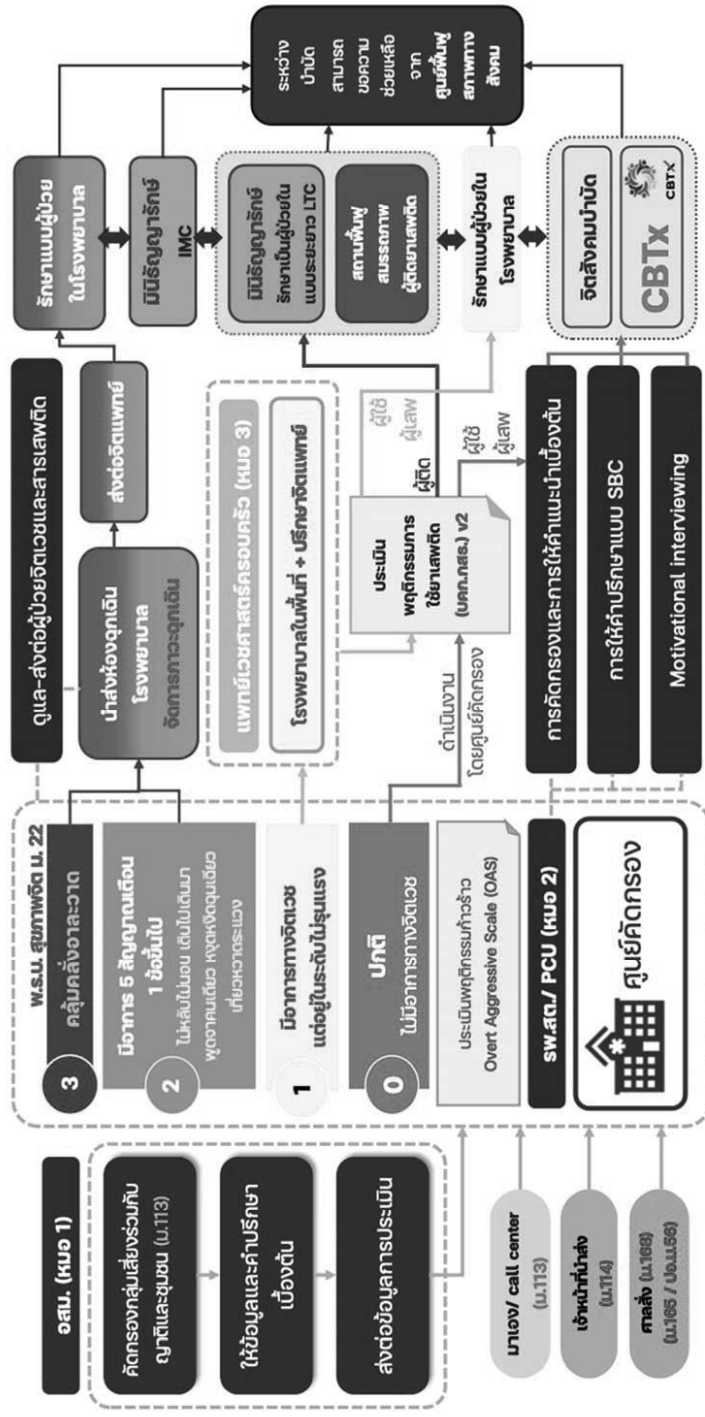 อสม. (หมอ 1)
คัดกรองกลุ่มเสี่ยงร่วมกับ
ญาติและชุมชน (ม.113)
ให้ข้อมูลและคำปรึกษา
เบื้องต้น
ส่งต่อข้อมูลการประเมิน
มาเอง/ call center
(ม.113)
เจ้าหน้าที่นำส่ง
(ม.114)
ศาลสั่ง (ม.168)
(ม.165 / ปอ.ม.56)
พ.ร.บ. สุขภาพจิต ม. 22
3
คลุ้มคลั่งอาละวาด
2
มีอาการ 5 สัญญาณเตือน
1 ข้อขึ้นไป
ไม่หลับไม่นอน เดินไปเดินมา
พูดจาคนเดียว หงุดหงิดฉุนเฉียว
เที่ยวหวาดระแวง
1
มีอาการทางจิตเวช
แต่อยู่ในระดับไม่รุนแรง
0
ปกติ
ไม่มีอาการทางจิตเวช
ประเมินพฤติกรรมก้าวร้าว
Overt Aggressive Scale (OAS)
รพ.สต./ PCU (หมอ 2)
ศูนย์คัดกรอง
ดูแล-ส่งต่อผู้ป่วยจิตเวชและสารเสพติด
นำส่งห้องฉุกเฉิน
โรงพยาบาล
จัดการภาวะฉุกเฉิน
ส่งต่อจิตแพทย์
แพทย์เวชศาสตร์ครอบครัว (หมอ 3)
โรงพยาบาลในพื้นที่ + ปรึกษาจิตแพทย์
ดำเนินงาน
โดยศูนย์คัดกรอง
ประเมิน
พฤติกรรมการ
ใช้ยาเสพติด
(บคก.กสธ.) v2
ผู้ติด
ผู้ใช้
ผู้เสพ
ผู้ใช้
ผู้เสพ
การคัดกรองและการให้คำแนะนำเบื้องต้น
การให้คำปรึกษาแบบ SBC
Motivational interviewing
รักษาแบบผู้ป่วย
ในโรงพยาบาล
มินิธัญญารักษ์
IMC
มินิธัญญารักษ์
รักษาเป็นผู้ป่วยใน
แบบระยะยาว LTC
สถานฟื้นฟู
สมรรถภาพ
ผู้ติดยาเสพติด
รักษาแบบผู้ป่วยใน
โรงพยาบาล
จิตสังคมบำบัด
CBTx
CBTX
ระหว่าง
บำบัด
สามารถ
ขอความ
ช่วยเหลือ
จาก
ศูนย์ฟื้นฟู
สภาพทาง
สังคม